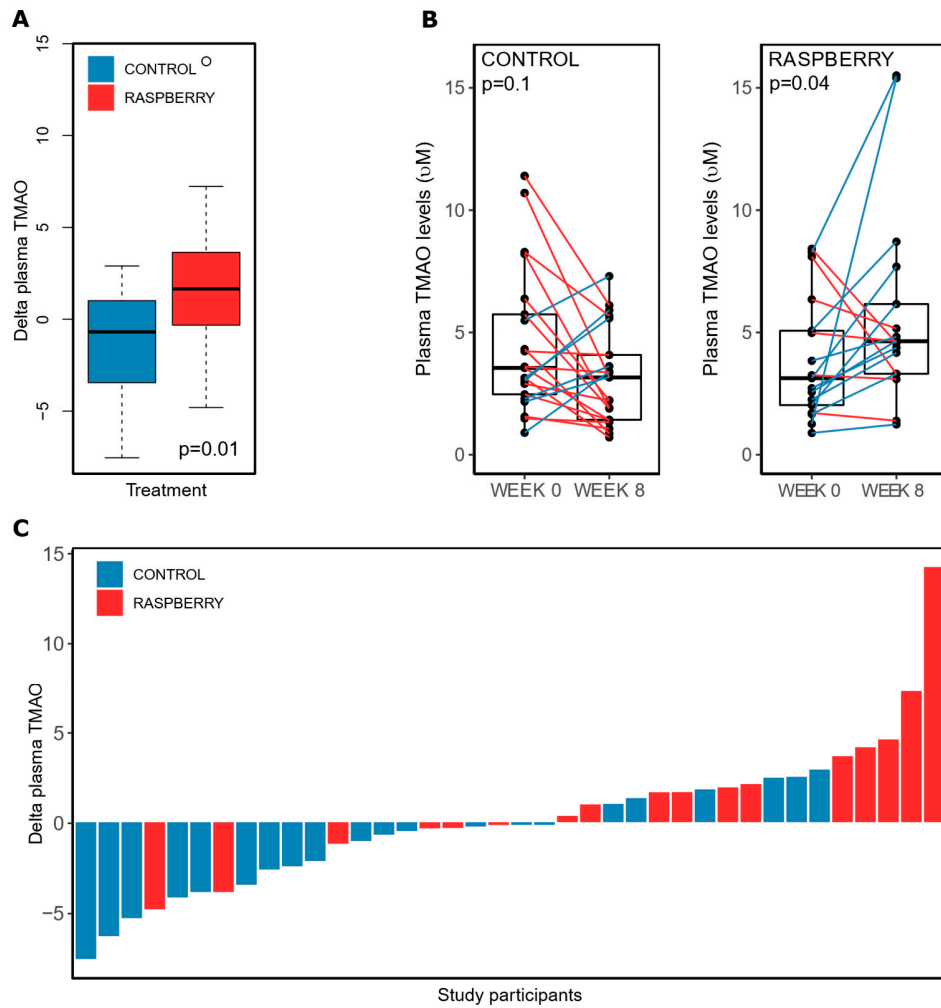 A
15
10
5
0
−5
Delta plasma TMAO
CONTROL
RASPBERRY
p=0.01
Treatment
B
CONTROL
p=0.1
15
10
5
0
Plasma TMAO levels (υM)
WEEK 0 WEEK 8
RASPBERRY
p=0.04
15
10
5
0
Plasma TMAO levels (υM)
WEEK 0 WEEK 8
C
15
10
5
0
−5
Delta plasma TMAO
CONTROL
RASPBERRY
Study participants